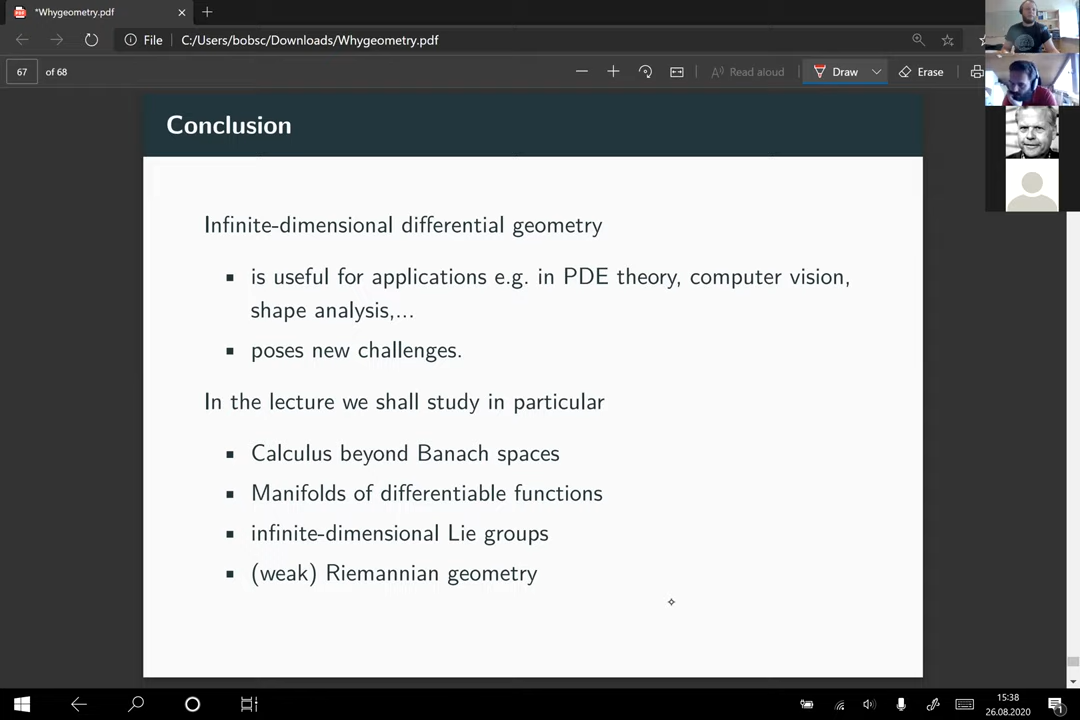 *Whygeometry.pdf
File C:/Users/bobsc/Downloads/Whygeometry.pdf
67 of 68 Read aloud Draw Erase
Conclusion
Infinite-dimensional differential geometry
▪ is useful for applications e.g. in PDE theory, computer vision,
shape analysis,...
▪ poses new challenges.
In the lecture we shall study in particular
▪ Calculus beyond Banach spaces
▪ Manifolds of differentiable functions
▪ infinite-dimensional Lie groups
▪ (weak) Riemannian geometry
15:38
26.08.2020